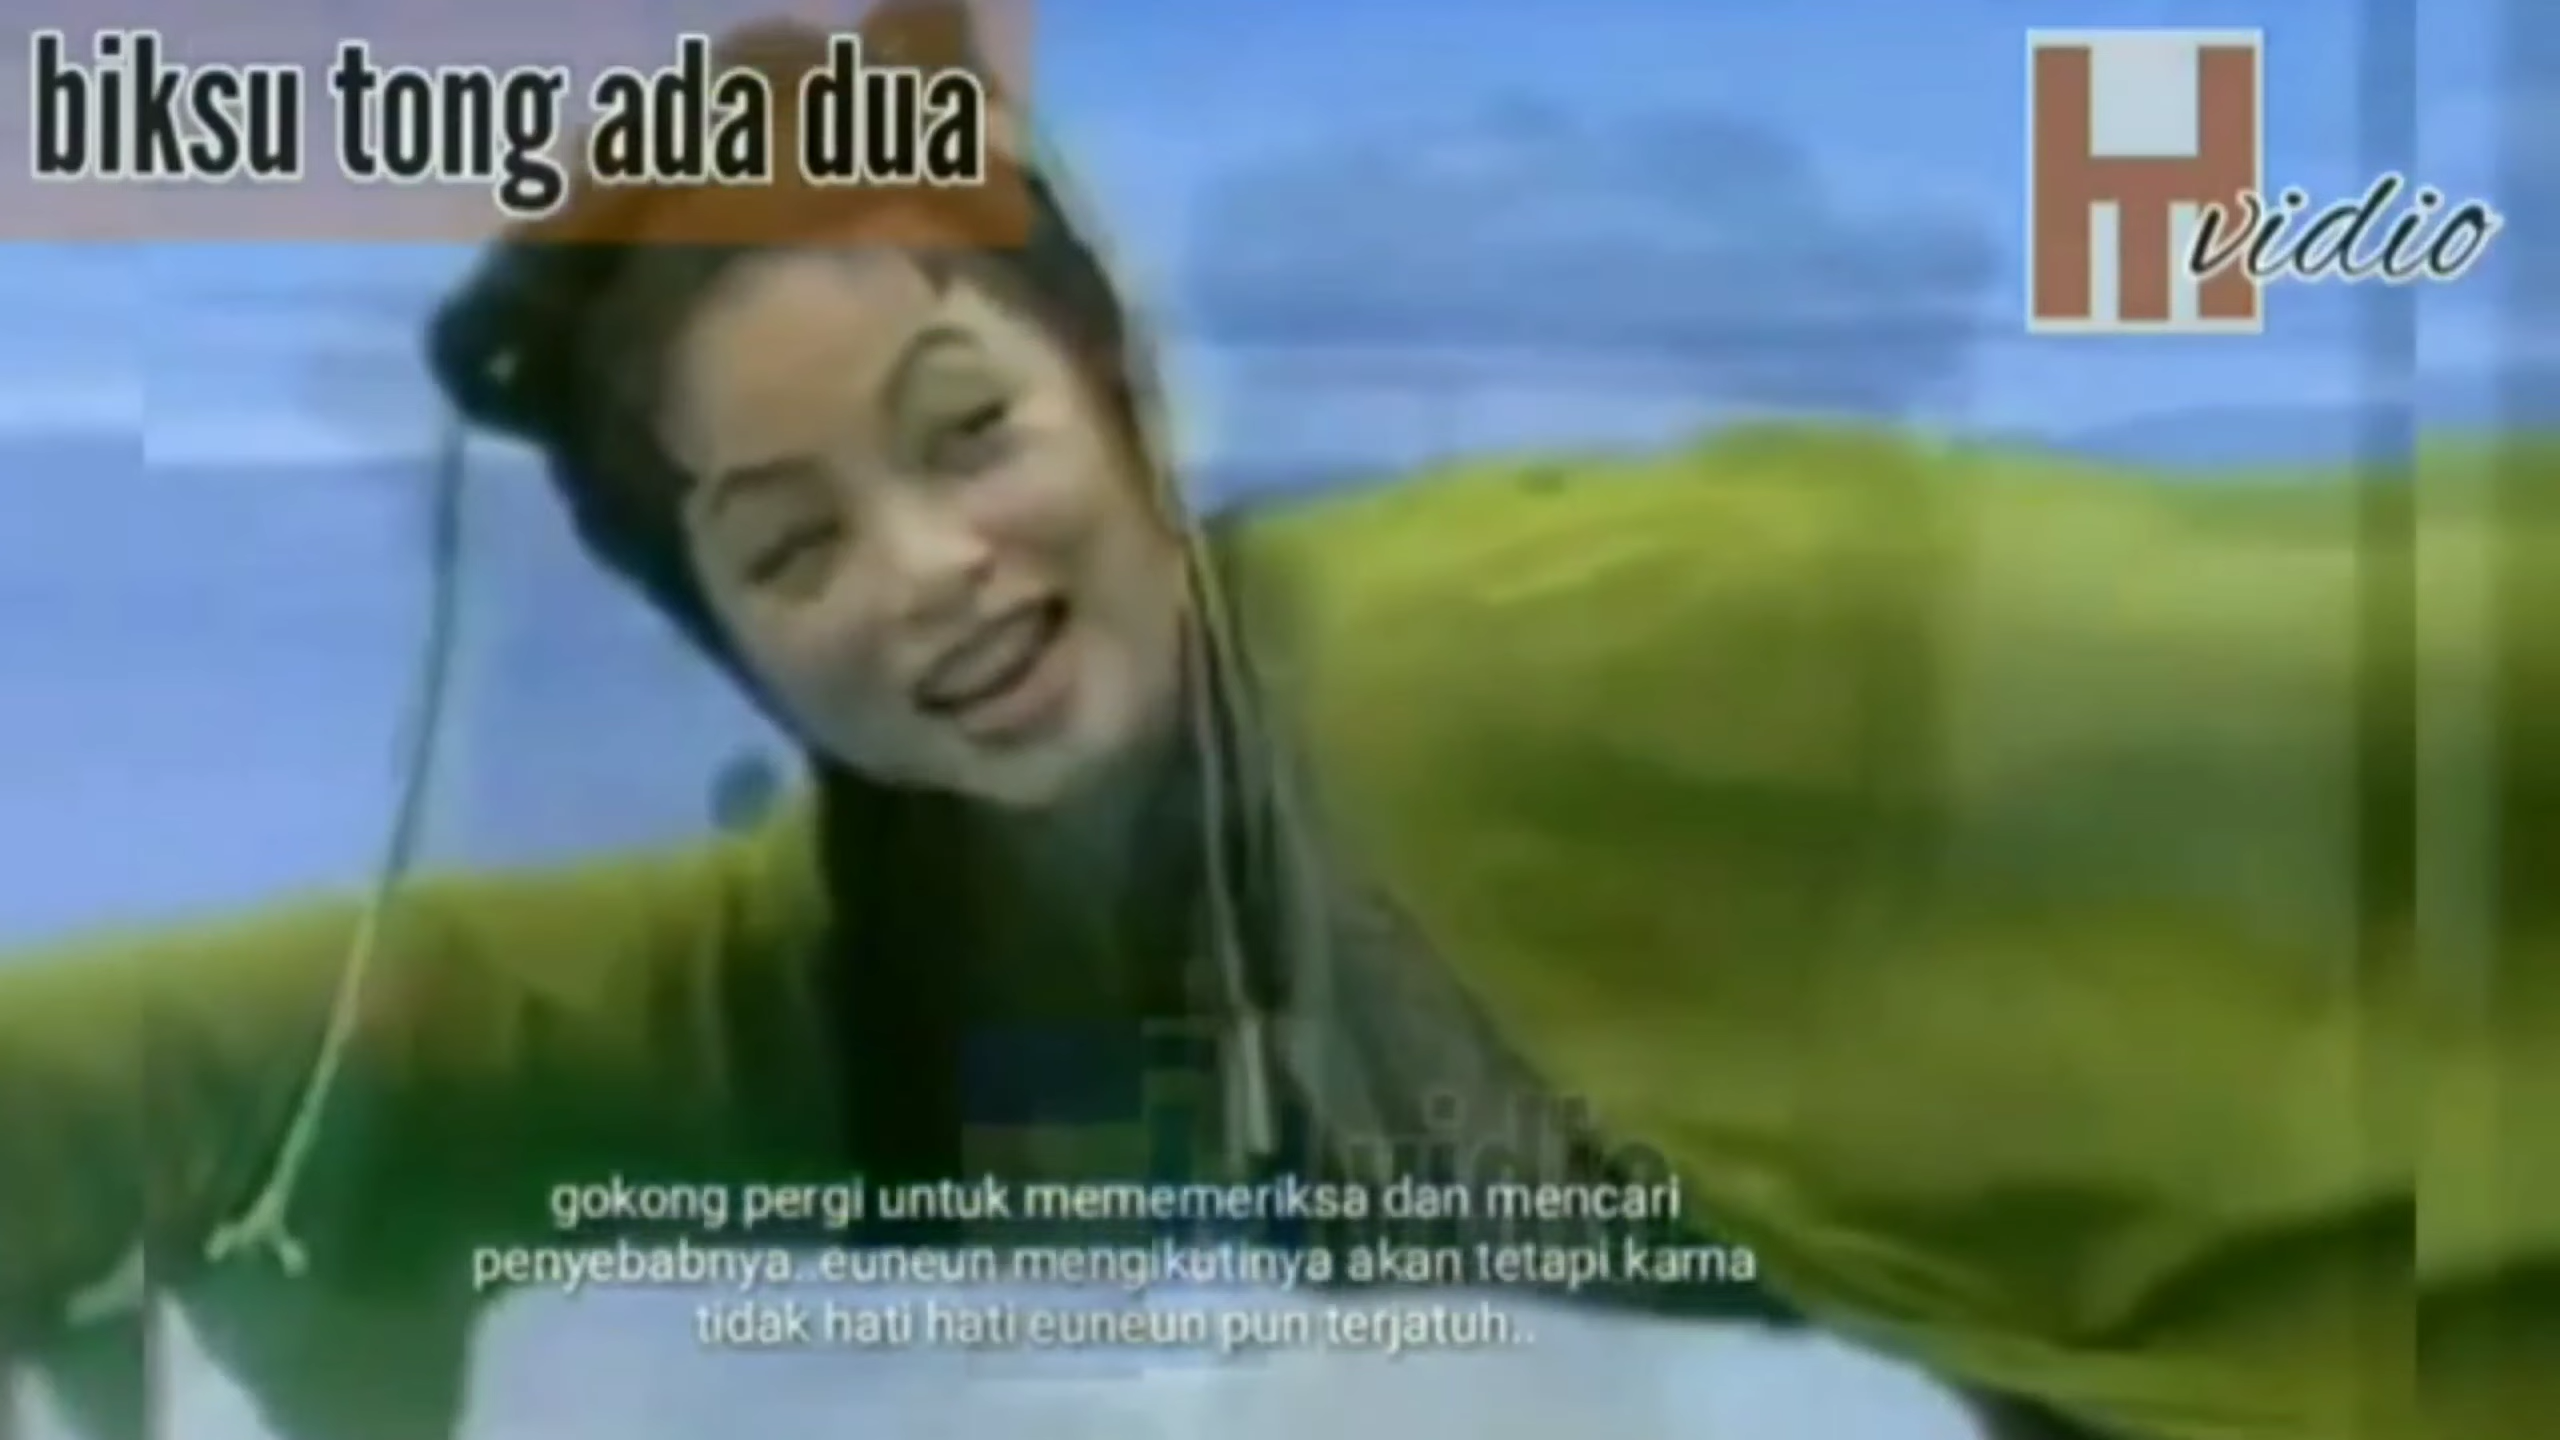 biksu tong ada dua
H vidio
vidio
gokong pergi untuk mememeriksa dan mencari
penyebabnya..euneun mengikutinya akan tetapi karna
tidak hati hati euneun pun terjatuh..